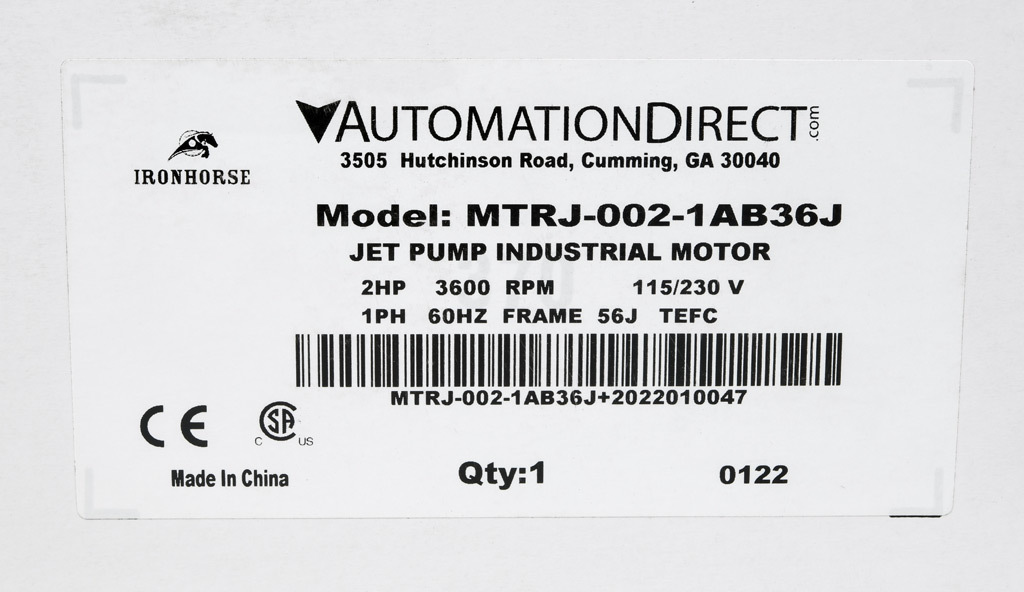 AUTOMATIONDIRECT.com
3505 Hutchinson Road, Cumming, GA 30040
IRONHORSE
Model: MTRJ-002-1AB36J
JET PUMP INDUSTRIAL MOTOR
2HP 3600 RPM 115/230 V
1PH 60HZ FRAME 56J TEFC
MTRJ-002-1AB36J+2022010047
CE C SA US
Made In China Qty:1 0122